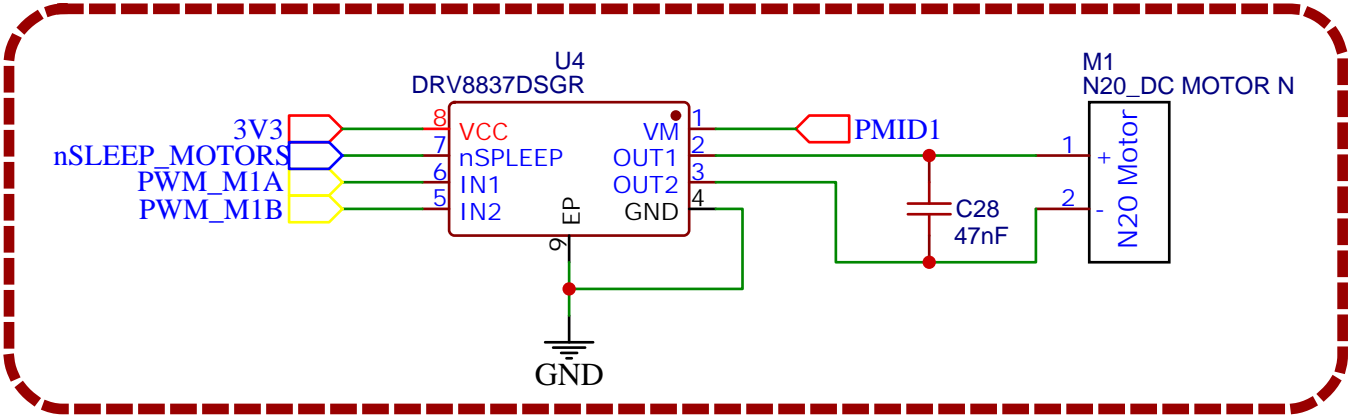 U4
DRV8837DSGR
M1
N20_DC MOTOR N
3V3
8
VCC
VM
1
PMID1
nSLEEP_MOTORS
7
nSPLEEP
OUT1
2
1
+
PWM_M1A
6
IN1
OUT2
3
PWM_M1B
5
IN2
GND
4
2
-
N20 Motor
EP
9
C28
47nF
GND